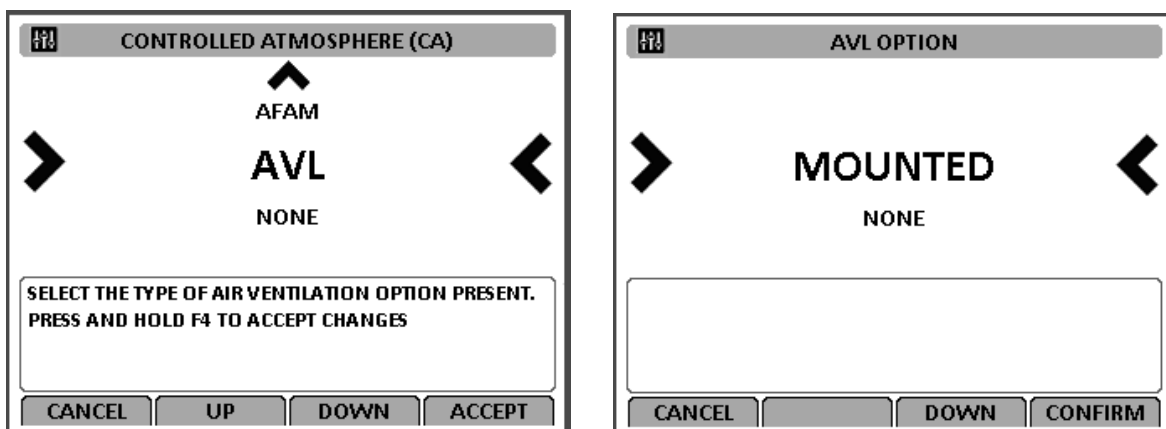 CONTROLLED ATMOSPHERE (CA)
AFAM
AVL
NONE
SELECT THE TYPE OF AIR VENTILATION OPTION PRESENT.
PRESS AND HOLD F4 TO ACCEPT CHANGES
CANCEL UP DOWN ACCEPT
AVL OPTION
MOUNTED
NONE
CANCEL DOWN CONFIRM